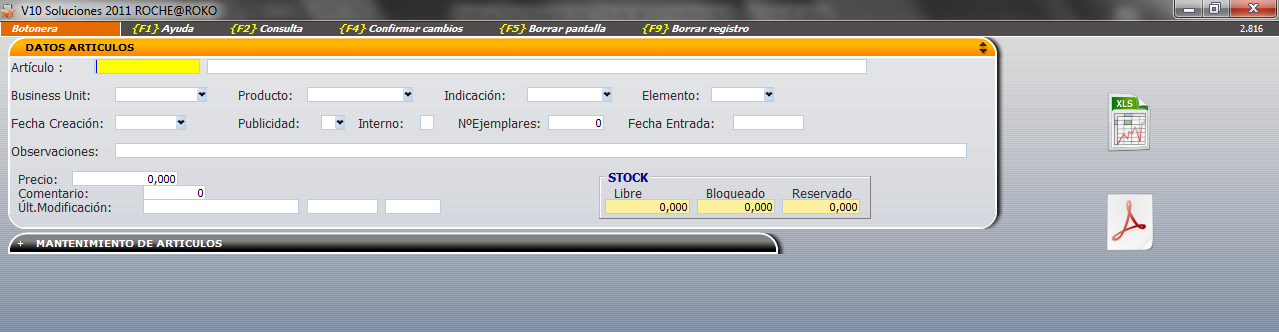 V10 Soluciones 2011 ROCHE@ROKO
Botonera {F1} Ayuda {F2} Consulta {F4} Confirmar cambios {F5} Borrar pantalla {F9} Borrar registro 2.816
DATOS ARTICULOS
Artículo :
Business Unit: Producto: Indicación: Elemento:
Fecha Creación: Publicidad: Interno: NºEjemplares: 0 Fecha Entrada:
Observaciones:
Precio: 0,000
Comentario: 0
Últ.Modificación:
STOCK
Libre Bloqueado Reservado
0,000 0,000 0,000
XLS
+ MANTENIMIENTO DE ARTICULOS